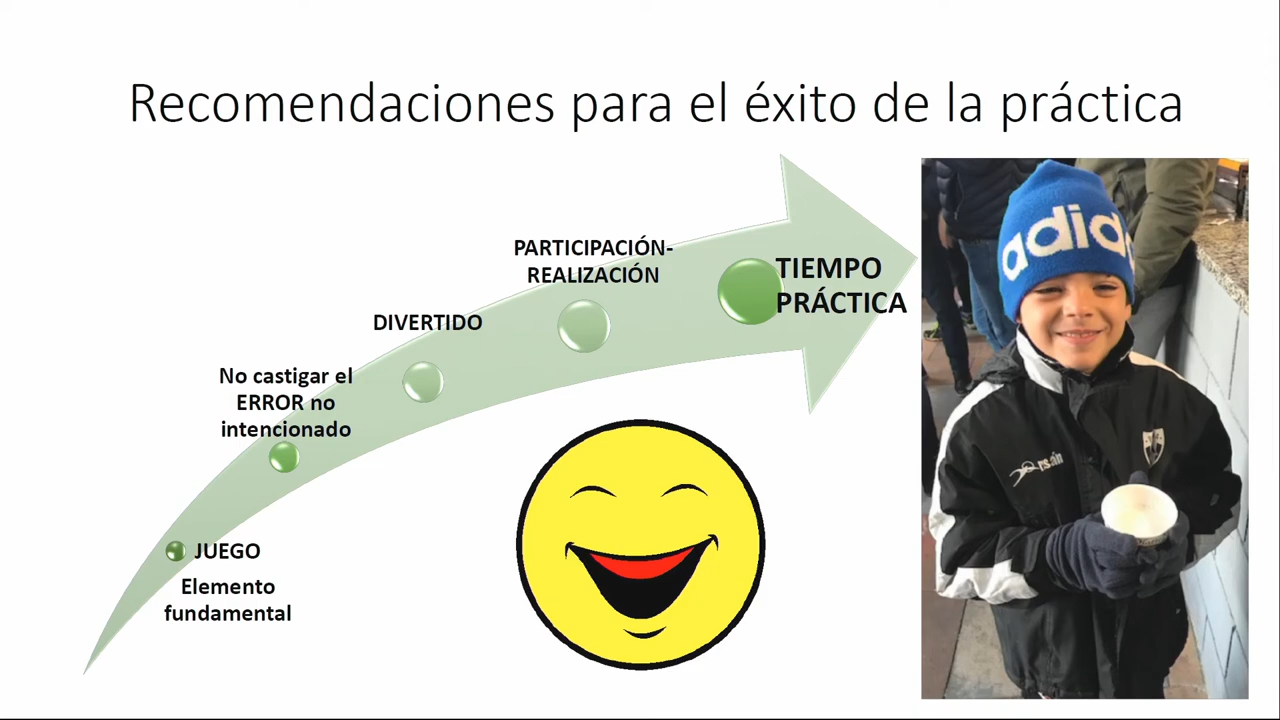 Recomendaciones para el éxito de la práctica
PARTICIPACIÓN-
REALIZACIÓN
TIEMPO
PRÁCTICA
DIVERTIDO
No castigar el
ERROR no
intencionado
JUEGO
Elemento
fundamental
adid